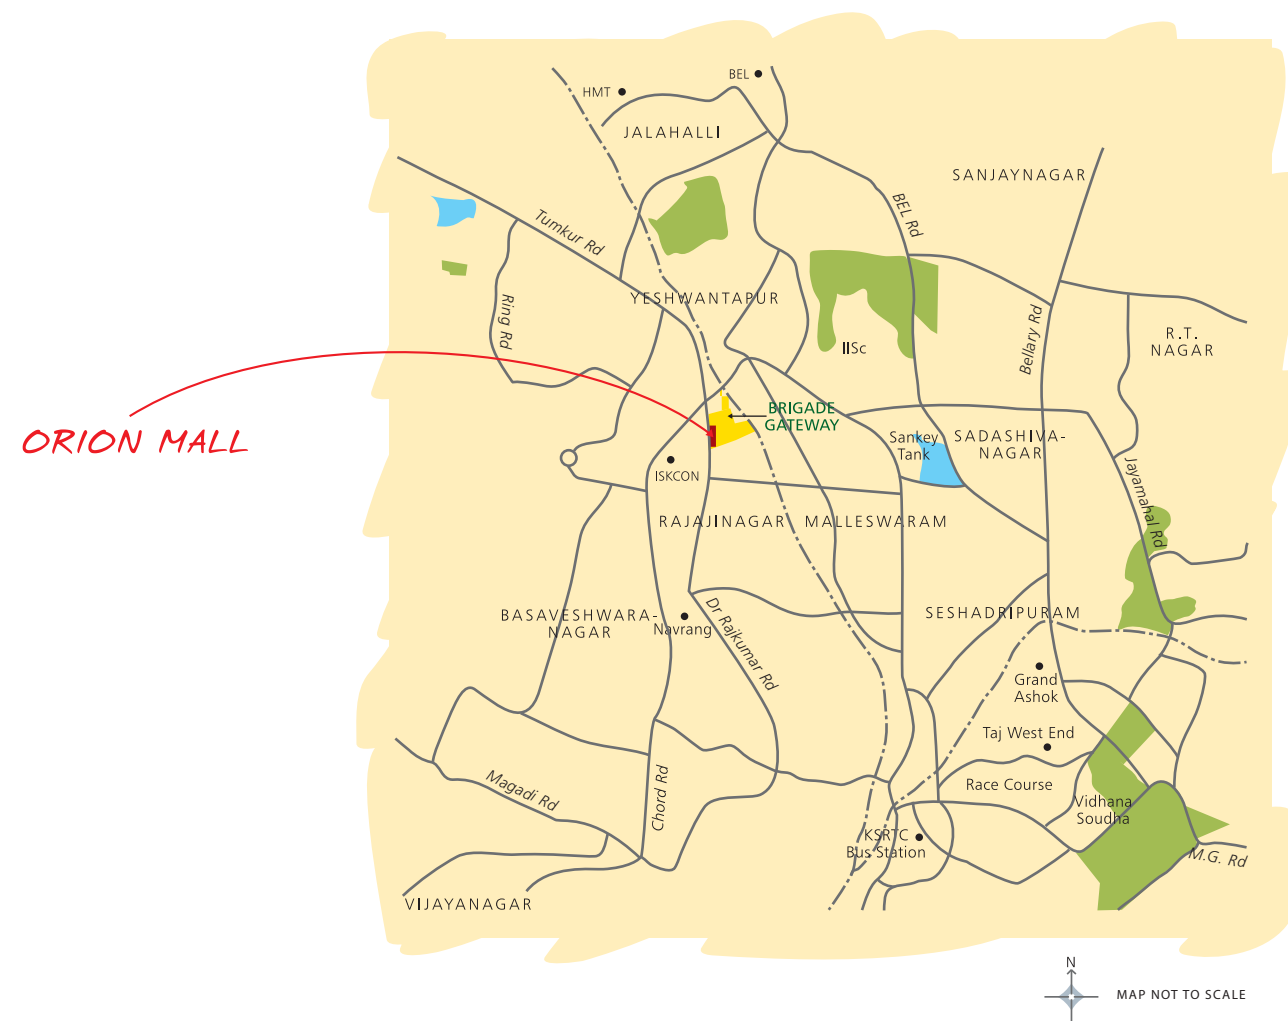 BEL
HMT
JALAHALLI
SANJAYNAGAR
BEL Rd
Tumkur Rd
YESHWANTAPUR
Ring Rd
Bellary Rd
R.T.
NAGAR
IISc
BRIGADE
GATEWAY
ORION MALL
Sankey
Tank
SADASHIVA-
NAGAR
ISKCON
Jayamahal Rd
RAJAJINAGAR
MALLESWARAM
BASAVESHWARA-
NAGAR
Navrang
Dr Rajkumar Rd
SESHADRIPURAM
Grand
Ashok
Taj West End
Magadi Rd
Chord Rd
Race Course
Vidhana
Soudha
KSRTC
Bus Station
M.G. Rd
VIJAYANAGAR
N
MAP NOT TO SCALE